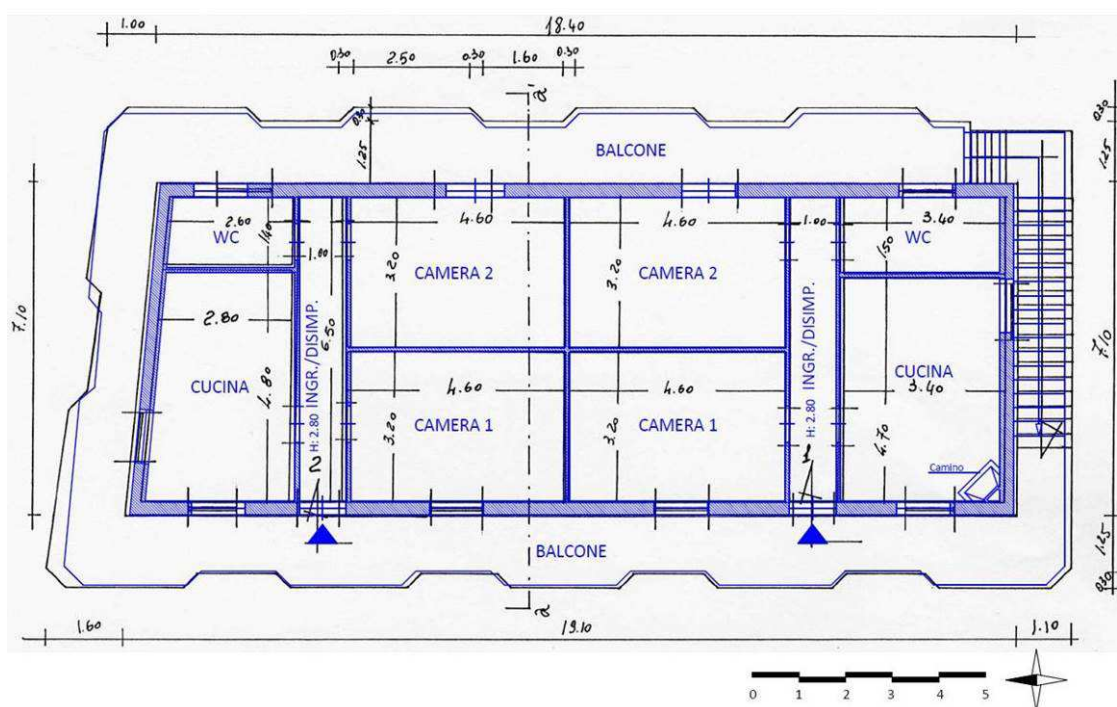 1.00
18.40
0.30
2.50
0.30
1.60
0.30
a'
0.30
1.25
BALCONE
0.30
1.25
2.60
1.40
WC
1.00
4.60
3.20
CAMERA 2
4.60
3.20
CAMERA 2
1.00
3.40
1.50
WC
7.10
2.80
CUCINA
4.80
H: 2.80 INGR./DISIMP.
6.50
4.60
3.20
CAMERA 1
4.60
3.20
CAMERA 1
H: 2.80 INGR./DISIMP.
CUCINA
3.40
4.70
Camino
7.10
2
1
BALCONE
1.25
0.30
a
1.60
19.10
1.10
0 1 2 3 4 5